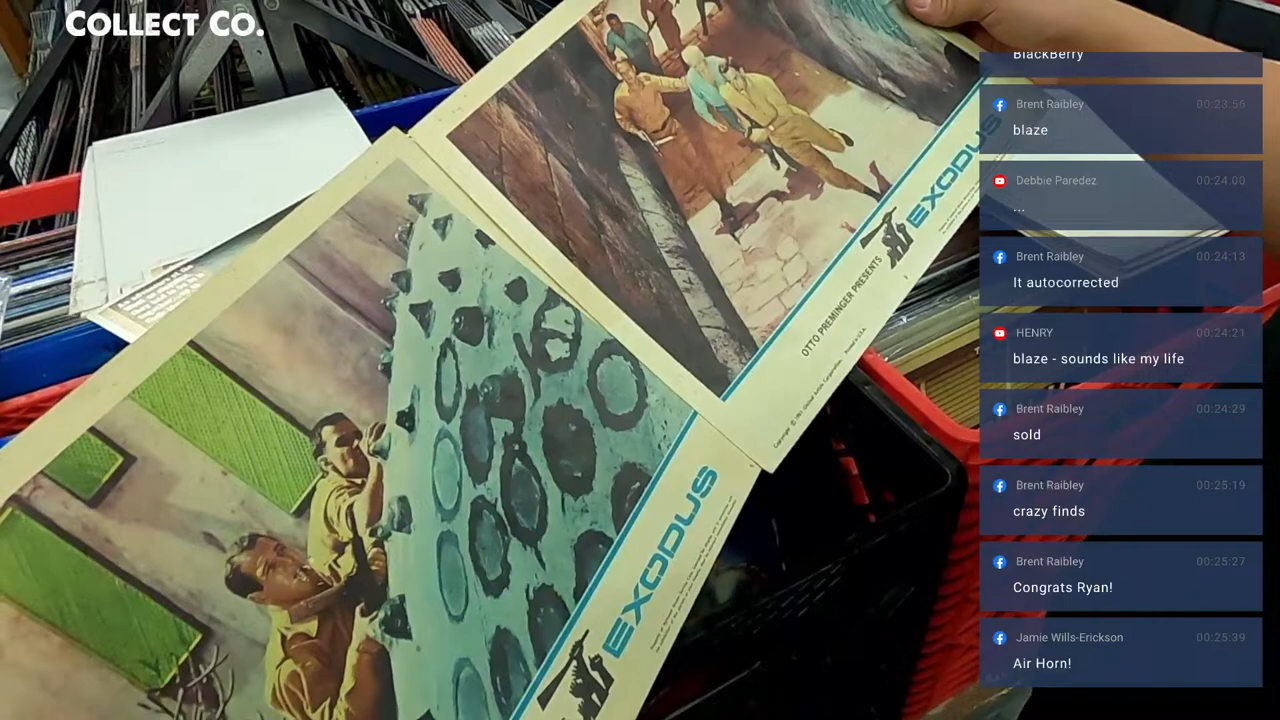 COLLECT CO.
BlackBerry
Brent Raibley 00:23:56
blaze
Debbie Paredez 00:24:00
...
Brent Raibley 00:24:13
It autocorrected
HENRY 00:24:21
blaze - sounds like my life
Brent Raibley 00:24:29
sold
Brent Raibley 00:25:19
crazy finds
Brent Raibley 00:25:27
Congrats Ryan!
Jamie Wills-Erickson 00:25:39
Air Horn!
OTTO PREMINGER PRESENTS EXODUS
EXODUS